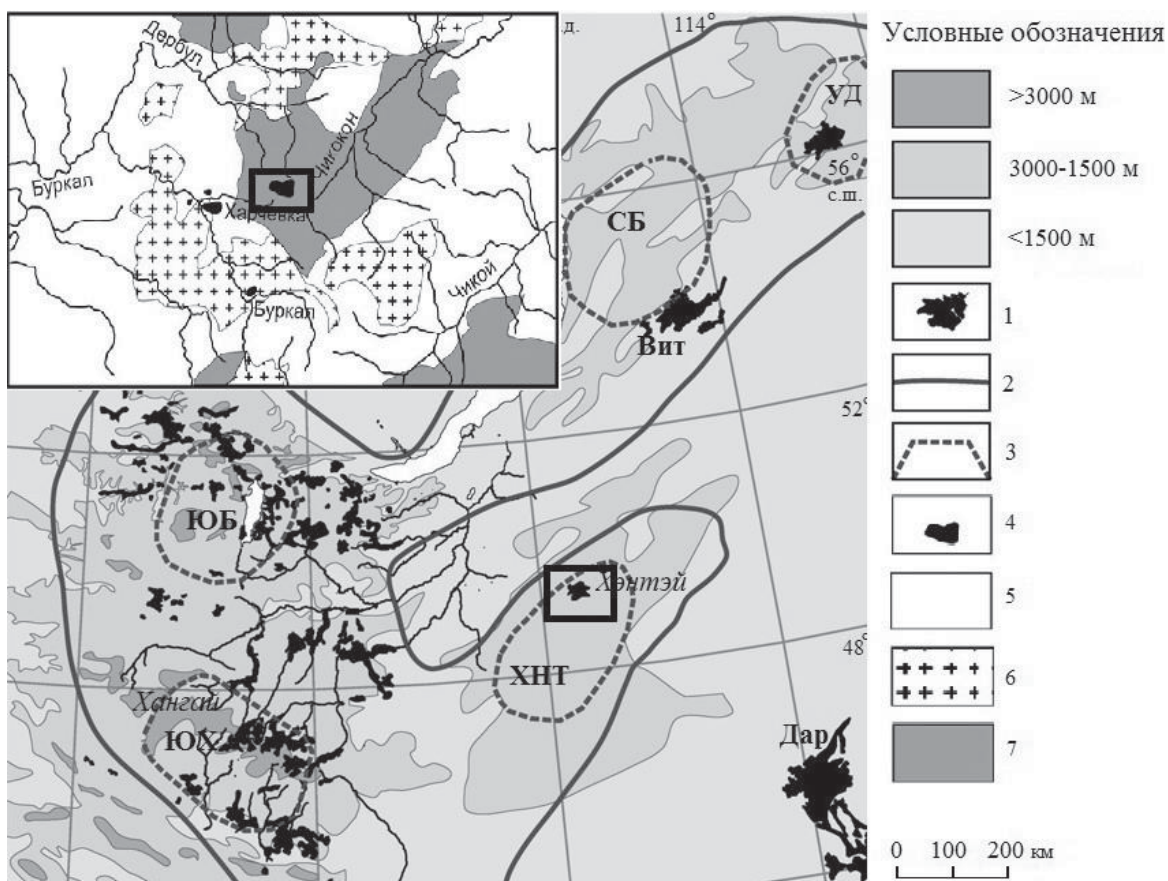 Дербул
Чигокон
Буркал
Харчевка
Чикой
Буркал
.д.
114°
УД
56°
с.ш.
СБ
Вит
52°
ЮБ
Хэнтэй
48°
ХНТ
Хангай
ЮХ
Дар
Условные обозначения
>3000 м
3000-1500 м
<1500 м
1
2
3
4
5
6
7
0 100 200 км